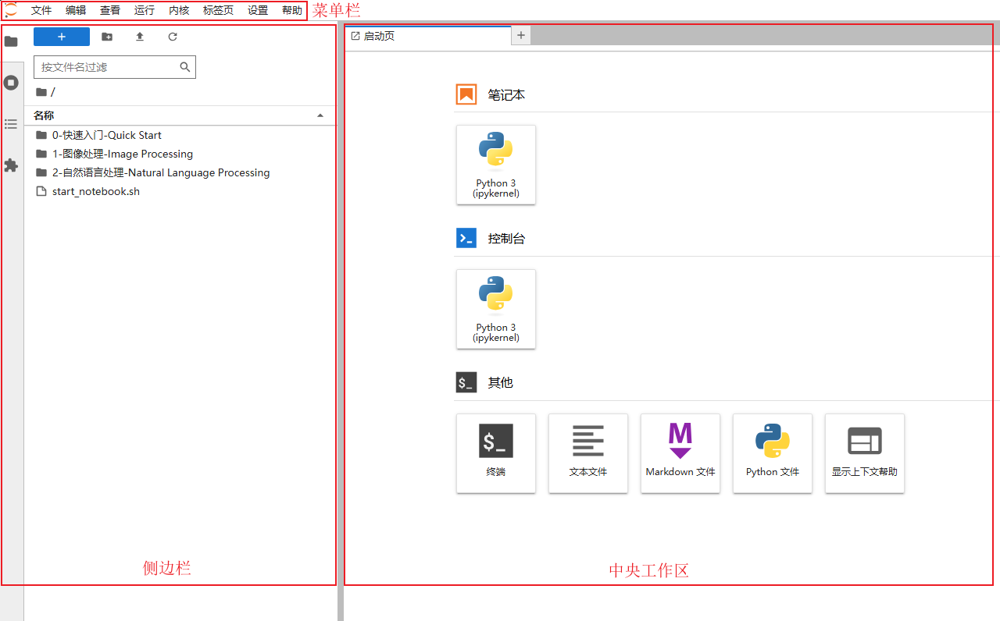 文件 编辑 查看 运行 内核 标签页 设置 帮助 菜单栏
启动页
按文件名过滤
/
名称
0-快速入门-Quick Start
1-图像处理-Image Processing
2-自然语言处理-Natural Language Processing
start_notebook.sh
侧边栏
笔记本
Python 3
(ipykernel)
控制台
Python 3
(ipykernel)
$_ 其他
$_
终端
文本文件
M
Markdown 文件
Python 文件
显示上下文帮助
中央工作区